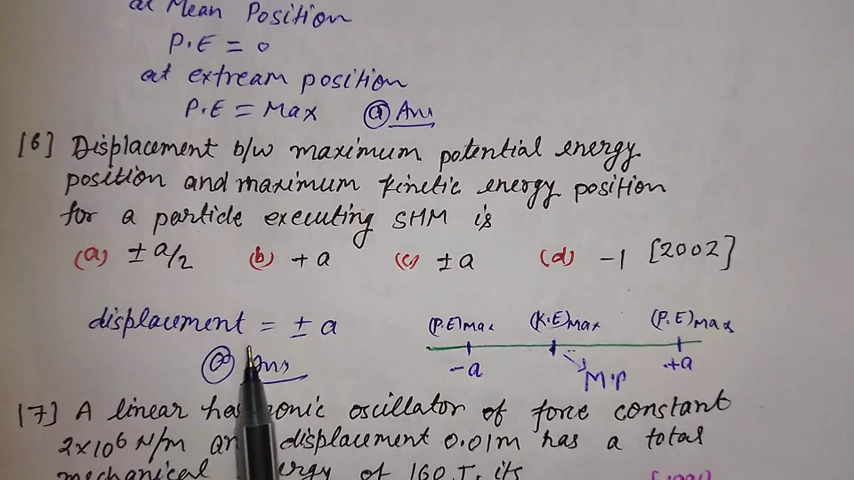 at Mean Position
P.E = 0
at extream position
P.E = Max (a) Ans
[6] Displacement b/w maximum potential energy
position and maximum kinetic energy position
for a particle executing SHM is
(a) ± a/2 (b) + a (c) ± a (d) -1 [2002]
displacement = ± a
Ans
(P.E)Max (K.E)Max (P.E)Max
-a M.P +a
[7] A linear harmonic oscillator of force constant
2×10⁶ N/m and displacement 0.01m has a total
mechanical energy of 160 J. its